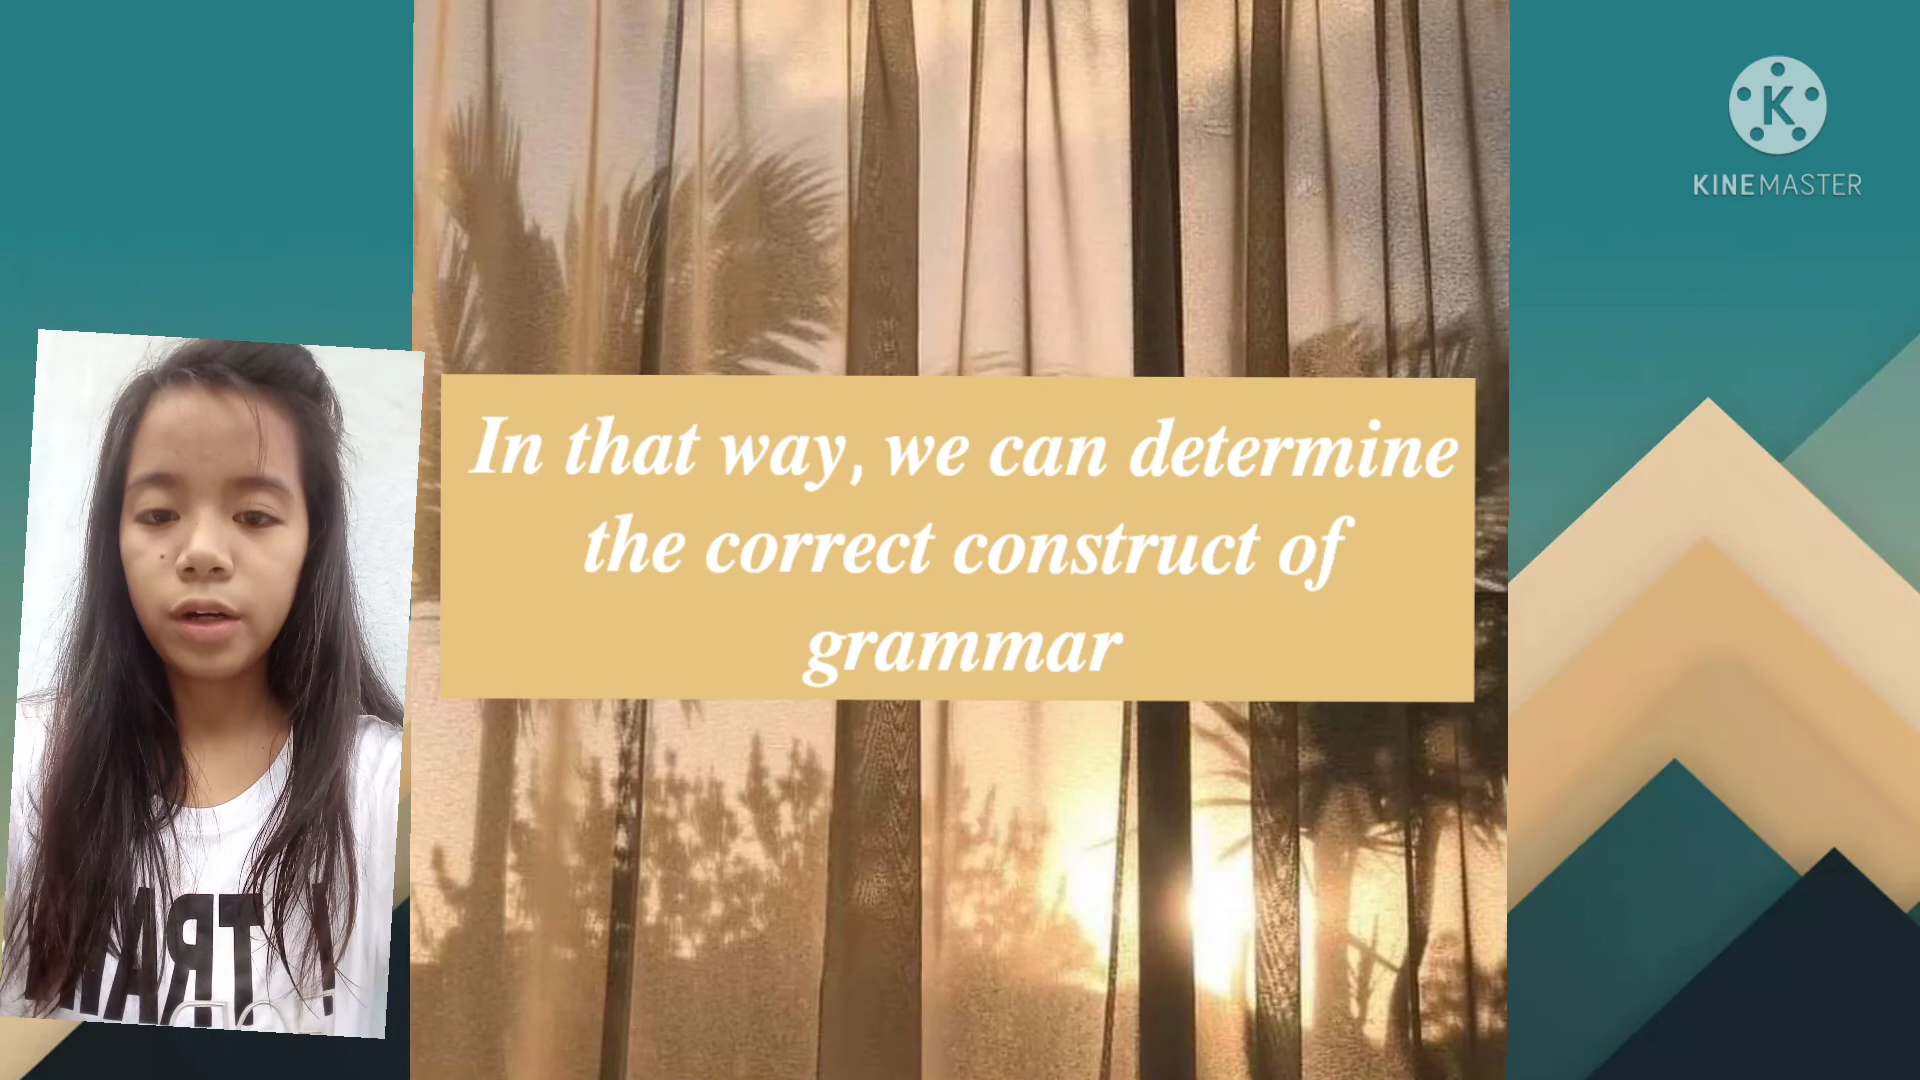 KINEMASTER
In that way, we can determine
the correct construct of
grammar